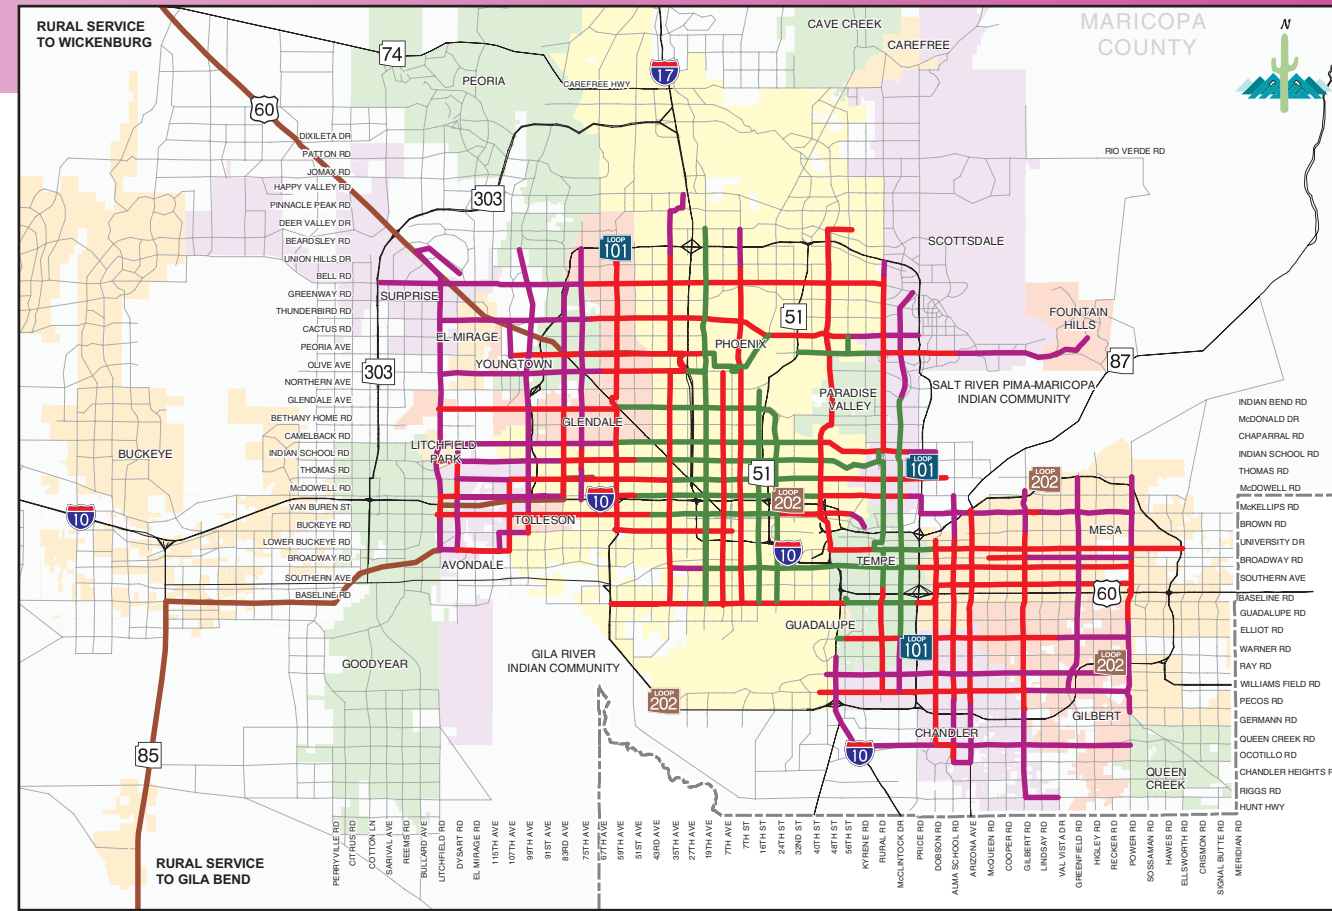 RURAL SERVICE
TO WICKENBURG
MARICOPA
COUNTY
N
CAVE CREEK
CAREFREE
74
PEORIA
17
CAREFREE HWY
60
DIXILETA DR
PATTON RD
JOMAX RD
HAPPY VALLEY RD
PINNACLE PEAK RD
DEER VALLEY DR
BEARDSLEY RD
UNION HILLS DR
BELL RD
GREENWAY RD
THUNDERBIRD RD
CACTUS RD
PEORIA AVE
OLIVE AVE
NORTHERN AVE
GLENDALE AVE
BETHANY HOME RD
CAMELBACK RD
INDIAN SCHOOL RD
THOMAS RD
McDOWELL RD
VAN BUREN ST
BUCKEYE RD
LOWER BUCKEYE RD
BROADWAY RD
SOUTHERN AVE
BASELINE RD
RIO VERDE RD
303
LOOP
101
SCOTTSDALE
SURPRISE
51
FOUNTAIN
HILLS
EL MIRAGE
PHOENIX
YOUNGTOWN
87
303
PARADISE
VALLEY
SALT RIVER PIMA-MARICOPA
INDIAN COMMUNITY
GLENDALE
LITCHFIELD
PARK
BUCKEYE
51
LOOP
101
LOOP
202
LOOP
202
10
10
TOLLESON
MESA
10
AVONDALE
TEMPE
60
GUADALUPE
LOOP
101
LOOP
202
GOODYEAR
GILA RIVER
INDIAN COMMUNITY
LOOP
202
GILBERT
CHANDLER
85
10
QUEEN
CREEK
INDIAN BEND RD
McDONALD DR
CHAPARRAL RD
INDIAN SCHOOL RD
THOMAS RD
McDOWELL RD
McKELLIPS RD
BROWN RD
UNIVERSITY DR
BROADWAY RD
SOUTHERN AVE
BASELINE RD
GUADALUPE RD
ELLIOT RD
WARNER RD
RAY RD
WILLIAMS FIELD RD
PECOS RD
GERMANN RD
QUEEN CREEK RD
OCOTILLO RD
CHANDLER HEIGHTS R
RIGGS RD
HUNT HWY
RURAL SERVICE
TO GILA BEND
PERRYVILLE RD
CITRUS RD
COTTON LN
SARIVAL AVE
REEMS RD
BULLARD AVE
LITCHFIELD RD
DYSART RD
EL MIRAGE RD
115TH AVE
107TH AVE
99TH AVE
91ST AVE
83RD AVE
75TH AVE
67TH AVE
59TH AVE
51ST AVE
43RD AVE
35TH AVE
27TH AVE
19TH AVE
7TH AVE
7TH ST
16TH ST
24TH ST
32ND ST
40TH ST
48TH ST
56TH ST
KYRENE RD
RURAL RD
McCLINTOCK DR
PRICE RD
DOBSON RD
ALMA SCHOOL RD
ARIZONA AVE
McQUEEN RD
COOPER RD
GILBERT RD
LINDSAY RD
VAL VISTA DR
GREENFIELD RD
HIGLEY RD
RECKER RD
POWER RD
SOSSAMAN RD
HAWES RD
ELLSWORTH RD
CRISMON RD
SIGNAL BUTTE RD
MERIDIAN RD